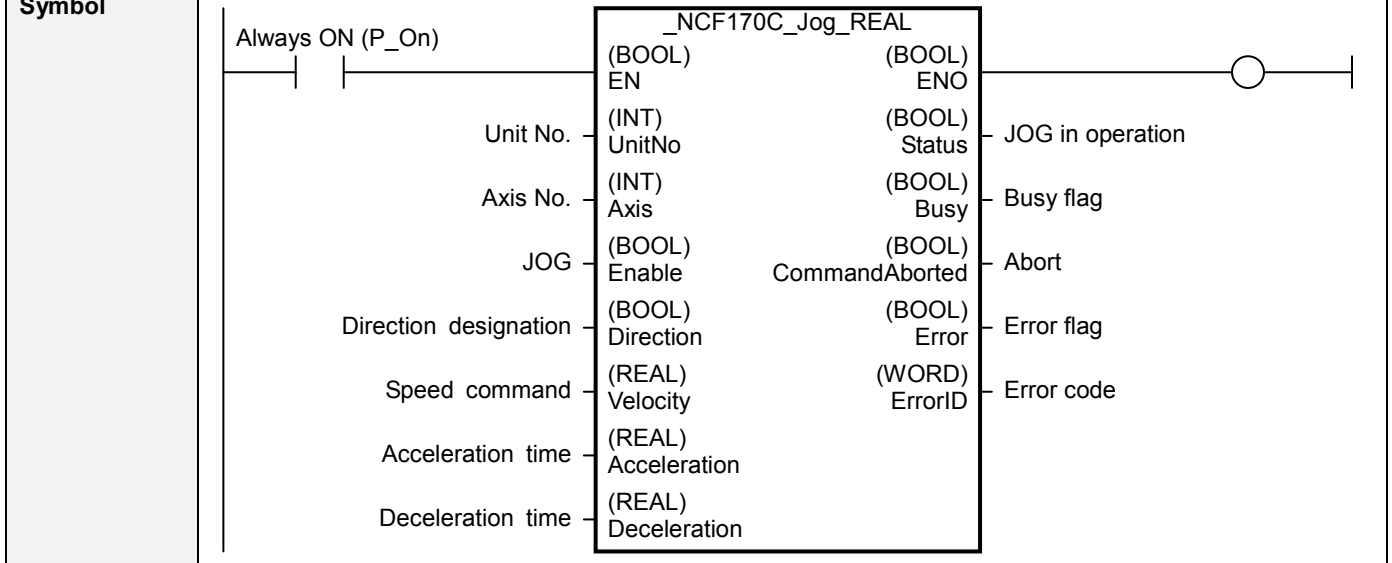 Symbol
_NCF170C_Jog_REAL
Always ON (P_On)
(BOOL) (BOOL)
EN ENO
(INT) (BOOL)
Unit No. UnitNo Status JOG in operation
(INT) (BOOL)
Axis No. Axis Busy Busy flag
(BOOL) (BOOL)
JOG Enable CommandAborted Abort
(BOOL) (BOOL)
Direction designation Direction Error Error flag
(REAL) (WORD)
Speed command Velocity ErrorID Error code
(REAL)
Acceleration time Acceleration
(REAL)
Deceleration time Deceleration